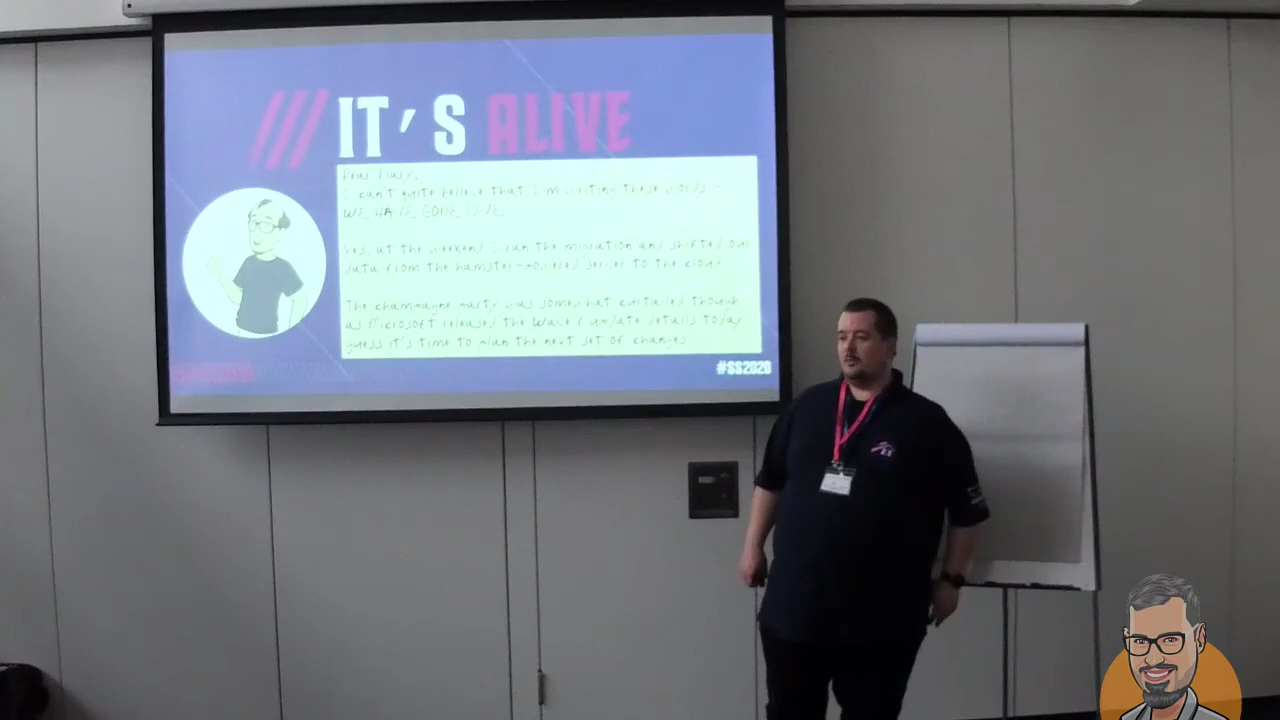 /// IT'S ALIVE
Dear Diary,
I can't quite believe that I'm writing these words -
WE HAVE GONE LIVE
Yes, at the weekend I ran the migration and shifted our
data from the hamster-powered server to the cloud
The champagne party was somewhat curtailed though
as Microsoft released the Wave 1 update details today
guess it's time to plan the next set of changes
#SS2020